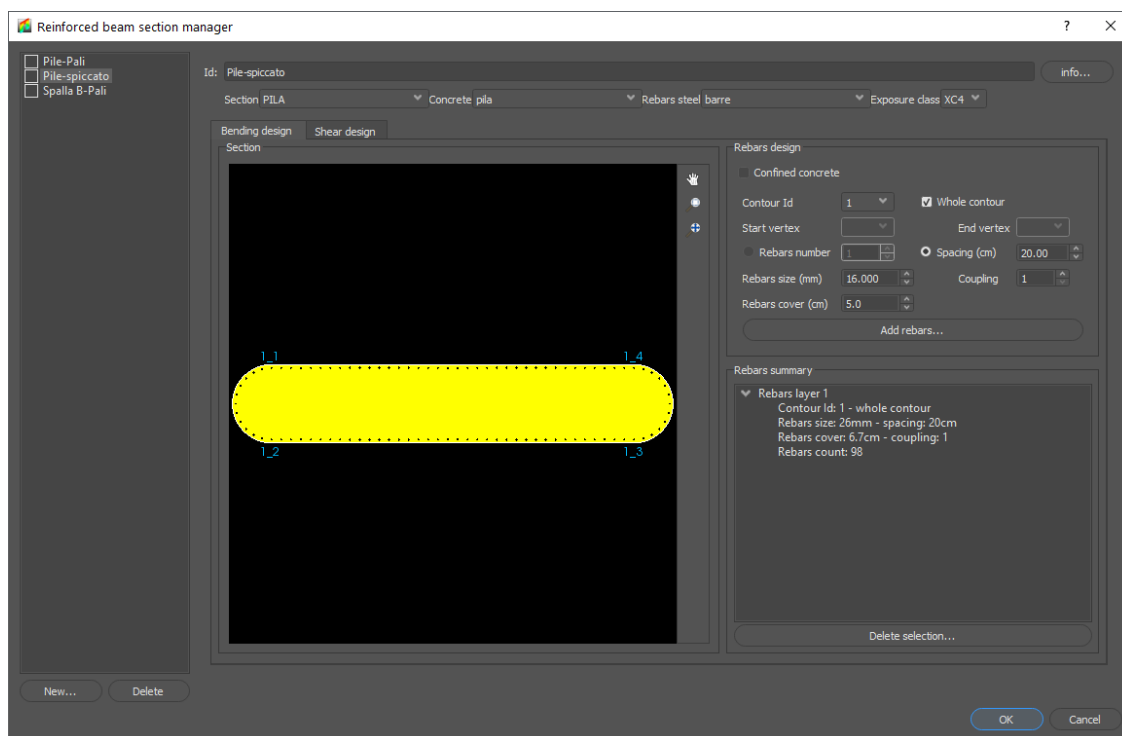 Reinforced beam section manager ?
Pile-Pali
Pile-spiccato
Spalla B-Pali
Id: Pile-spiccato info...
Section PILA Concrete pila Rebars steel barre Exposure class XC4
Bending design Shear design
Section
1_1 1_4
1_2 1_3
Rebars design
Confined concrete
Contour Id 1 Whole contour
Start vertex End vertex
Rebars number 1 Spacing (cm) 20.00
Rebars size (mm) 16.000 Coupling 1
Rebars cover (cm) 5.0
Add rebars...
Rebars summary
Rebars layer 1
Contour Id: 1 - whole contour
Rebars size: 26mm - spacing: 20cm
Rebars cover: 6.7cm - coupling: 1
Rebars count: 98
Delete selection...
New... Delete
OK Cancel